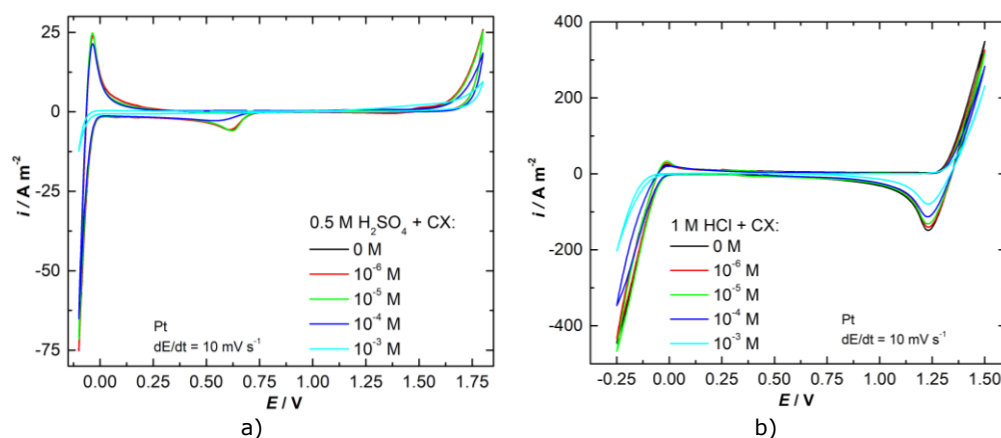 25
0
-25
-50
-75
i / A m⁻²
0.5 M H₂SO₄ + CX:
0 M
10⁻⁶ M
10⁻⁵ M
10⁻⁴ M
10⁻³ M
Pt
dE/dt = 10 mV s⁻¹
0.00 0.25 0.50 0.75 1.00 1.25 1.50 1.75
E / V
a)
400
200
0
-200
-400
i / A m⁻²
1 M HCl + CX:
0 M
10⁻⁶ M
10⁻⁵ M
10⁻⁴ M
10⁻³ M
Pt
dE/dt = 10 mV s⁻¹
-0.25 0.00 0.25 0.50 0.75 1.00 1.25 1.50
E / V
b)